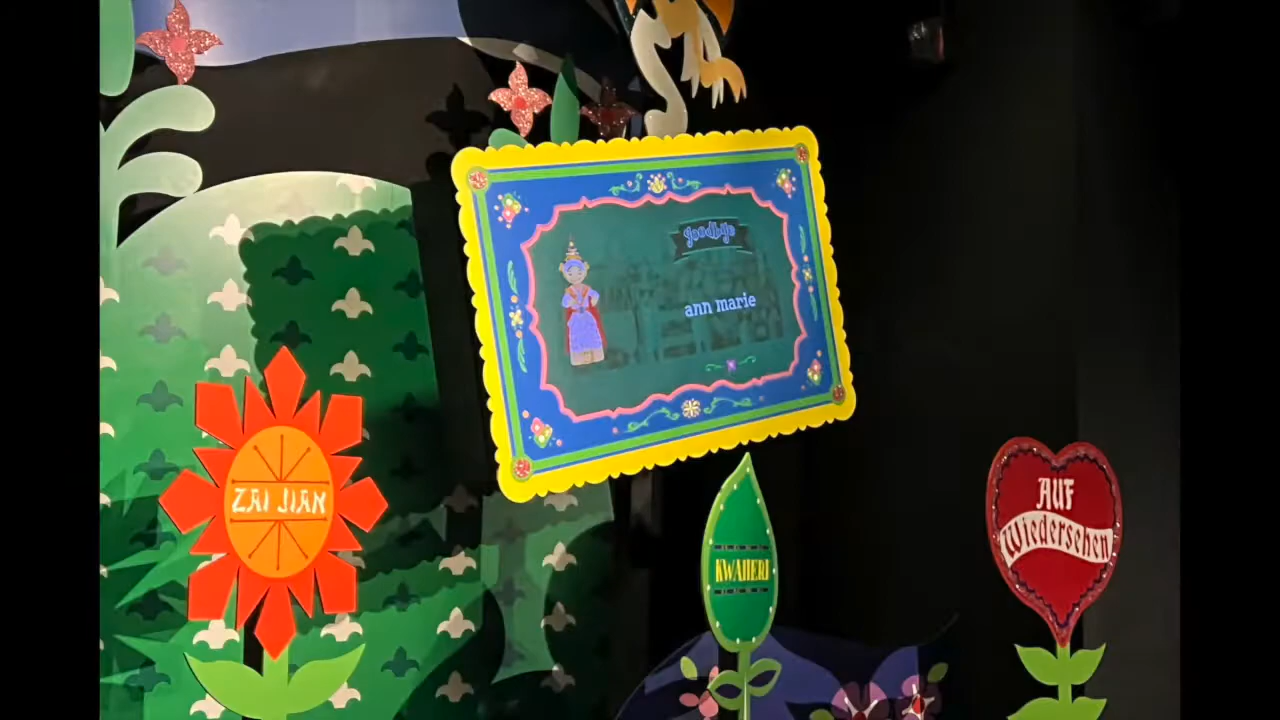 goodbye
ann marie
ZAI JIAN
KWAHERI
AUF
Wiedersehen